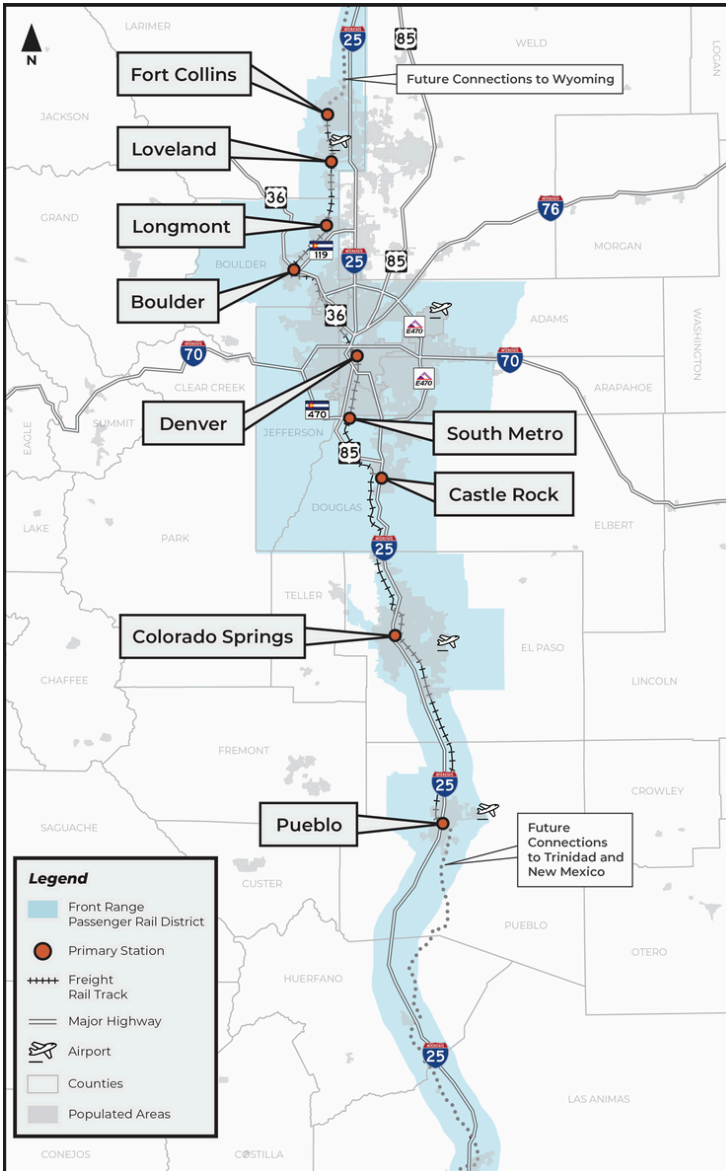 LARIMER
25
85
WELD
LOGAN
N
Fort Collins
Future Connections to Wyoming
JACKSON
Loveland
GRAND
36
76
Longmont
MORGAN
119
25
85
BOULDER
Boulder
36
ADAMS
WASHINGTON
E470
70
70
CLEAR CREEK
E470
ARAPAHOE
Denver
470
SUMMIT
EAGLE
JEFFERSON
South Metro
85
Castle Rock
DOUGLAS
ELBERT
LAKE
PARK
25
TELLER
Colorado Springs
EL PASO
CHAFFEE
LINCOLN
FREMONT
25
CROWLEY
Pueblo
SAGUACHE
Future
Connections
to Trinidad and
New Mexico
Legend
CUSTER
Front Range
Passenger Rail District
PUEBLO
Primary Station
OTERO
Freight
Rail Track
HUERFANO
Major Highway
INTERSTATE
25
Airport
Counties
LAS ANIMAS
Populated Areas
CONEJOS
COSTILLA